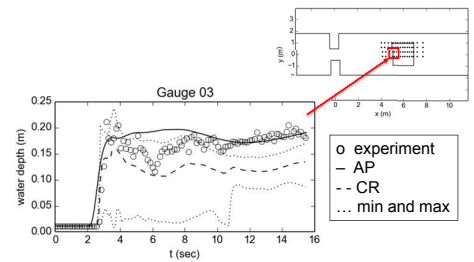 3
2
1
0
−1
−2
y (m)
0 2 4 6 8 10
x (m)
Gauge 03
0.25
0.20
0.15
0.10
0.05
0.00
water depth (m)
0 2 4 6 8 10 12 14 16
t (sec)
o experiment
– AP
- - CR
... min and max